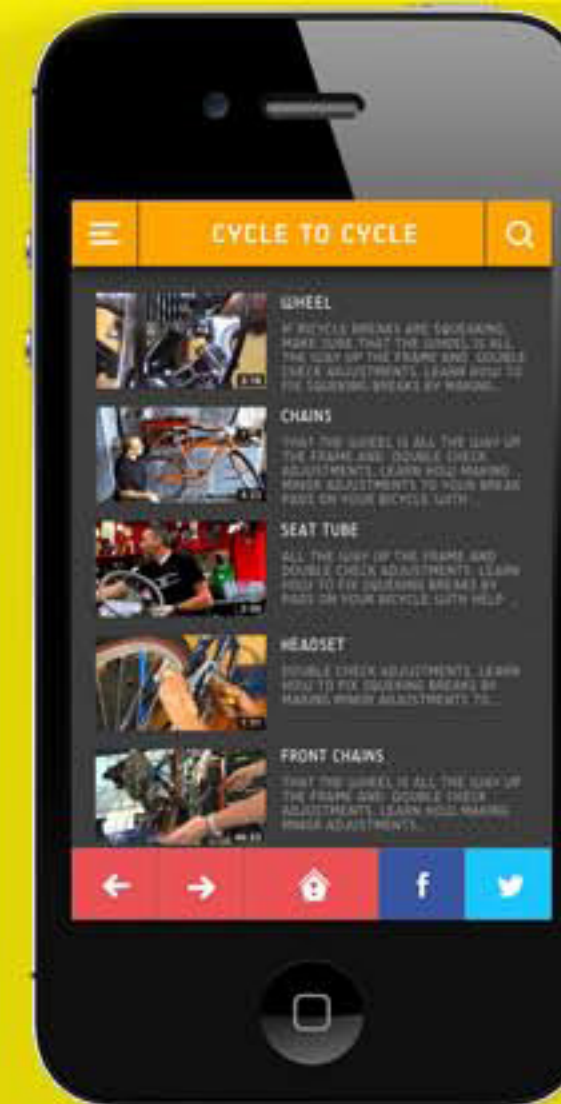 CYCLE TO CYCLE
WHEEL
IF BICYCLE BREAKS ARE SQUEAKING,
MAKE SURE THAT THE WHEEL IS ALL
THE WAY UP THE FRAME AND DOUBLE
CHECK ADJUSTMENTS. LEARN HOW TO
FIX SQUEKING BREAKS BY MAKING...
CHAINS
THAT THE WHEEL IS ALL THE WAY UP
THE FRAME AND DOUBLE CHECK
ADJUSTMENTS. LEARN HOW MAKING
MINOR ADJUSTMENTS TO YOUR BREAK
PADS ON YOUR BICYCLE WITH ...
SEAT TUBE
ALL THE WAY UP THE FRAME AND
DOUBLE CHECK ADJUSTMENTS. LEARN
HOW TO FIX SQUEKING BREAKS BY
PADS ON YOUR BICYCLE WITH HELP ...
HEADSET
DOUBLE CHECK ADJUSTMENTS. LEARN
HOW TO FIX SQUEKING BREAKS BY
MAKING MINOR ADJUSTMENTS TO...
FRONT CHAINS
THAT THE WHEEL IS ALL THE WAY UP
THE FRAME AND DOUBLE CHECK
ADJUSTMENTS. LEARN HOW MAKING
MINOR ADJUSTMENTS...
f